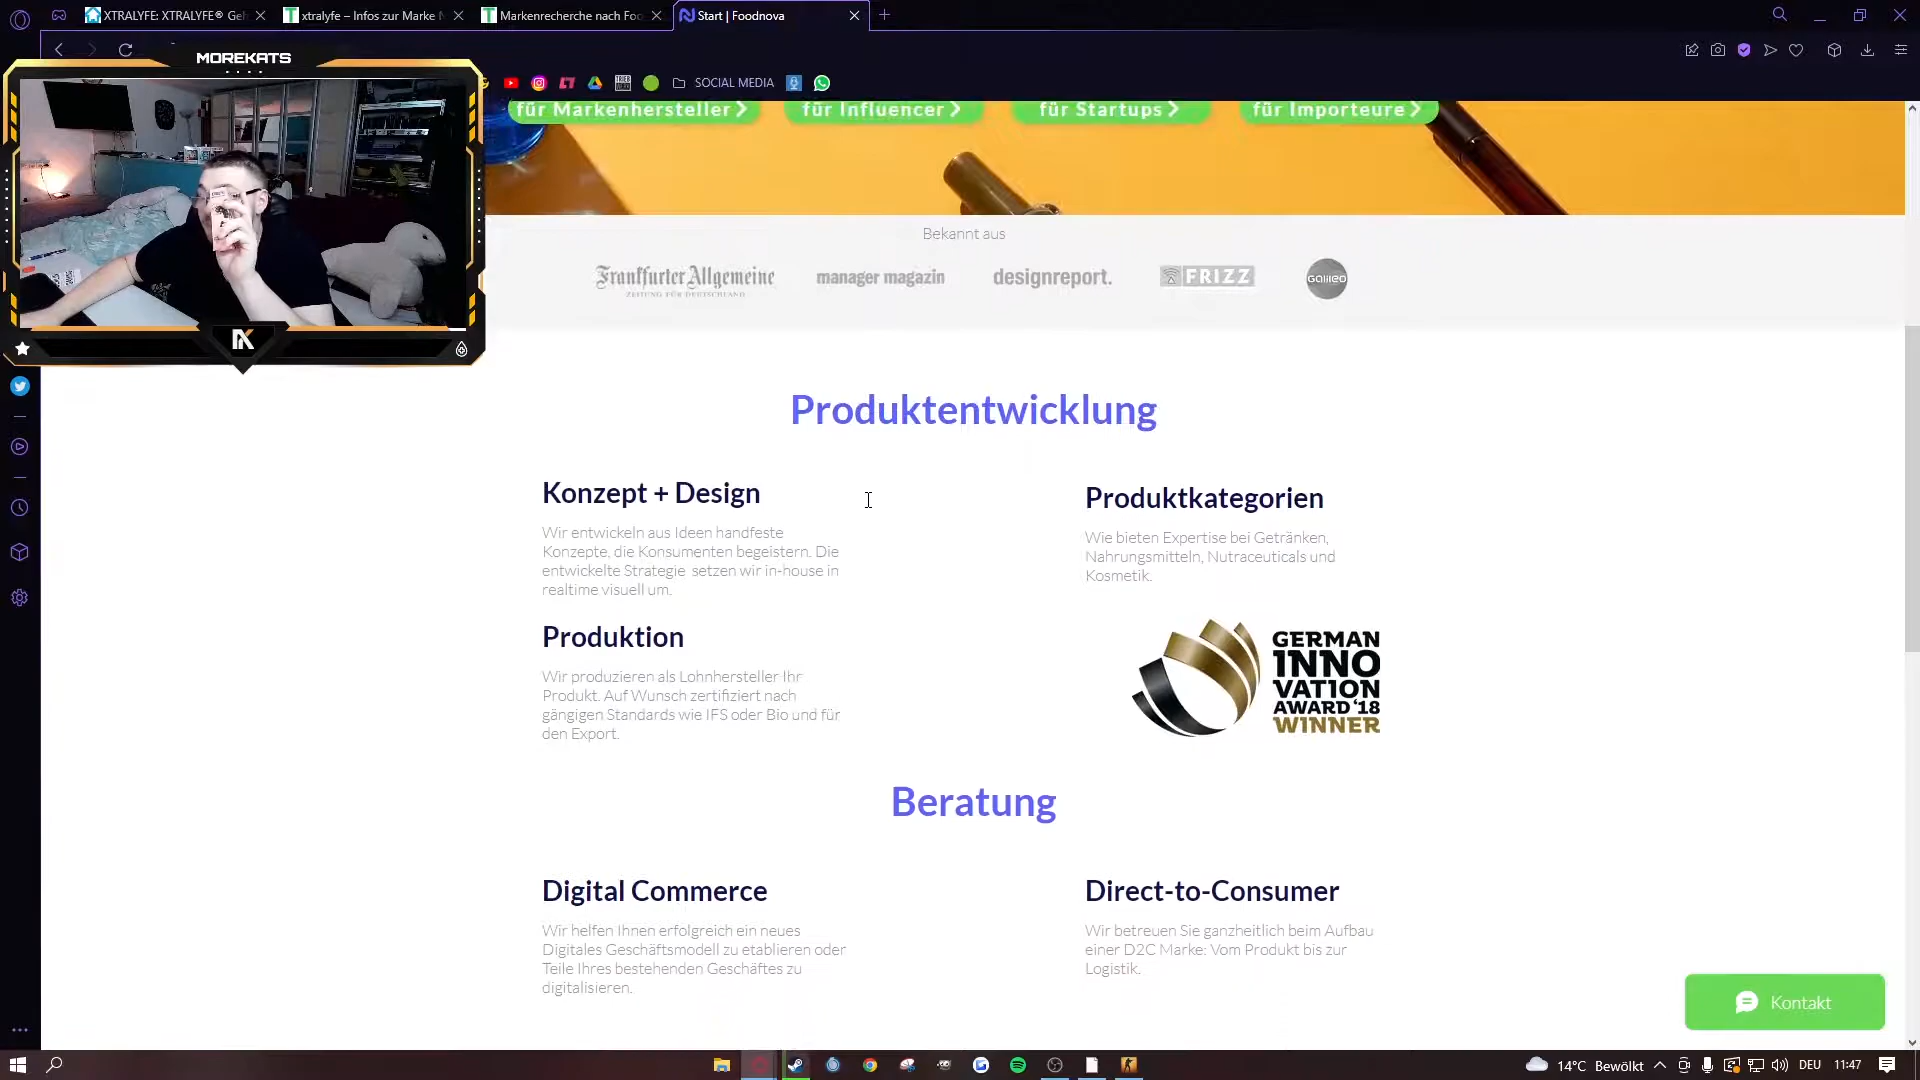 XTRALYFE: XTRALYFE® Geh
xtralyfe – Infos zur Marke
Markenrecherche nach Foo
Start | Foodnova
MOREKATS
SOCIAL MEDIA
für Markenhersteller
für Influencer
für Startups
für Importeure
Bekannt aus
Frankfurter Allgemeine
ZEITUNG FÜR DEUTSCHLAND
manager magazin
designreport.
FRIZZ
Galileo
Produktentwicklung
Konzept + Design
Wir entwickeln aus Ideen handfeste
Konzepte, die Konsumenten begeistern. Die
entwickelte Strategie setzen wir in-house in
realtime visuell um.
Produktkategorien
Wie bieten Expertise bei Getränken,
Nahrungsmitteln, Nutraceuticals und
Kosmetik.
Produktion
Wir produzieren als Lohnhersteller Ihr
Produkt. Auf Wunsch zertifiziert nach
gängigen Standards wie IFS oder Bio und für
den Export.
GERMAN
INNO
VATION
AWARD '18
WINNER
Beratung
Digital Commerce
Wir helfen Ihnen erfolgreich ein neues
Digitales Geschäftsmodell zu etablieren oder
Teile Ihres bestehenden Geschäftes zu
digitalisieren.
Direct-to-Consumer
Wir betreuen Sie ganzheitlich beim Aufbau
einer D2C Marke: Vom Produkt bis zur
Logistik.
Kontakt
14°C Bewölkt
DEU
11:47